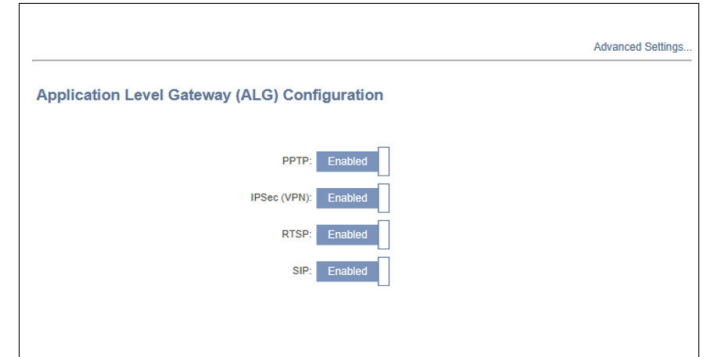 Advanced Settings...
Application Level Gateway (ALG) Configuration
PPTP: Enabled
IPSec (VPN): Enabled
RTSP: Enabled
SIP: Enabled